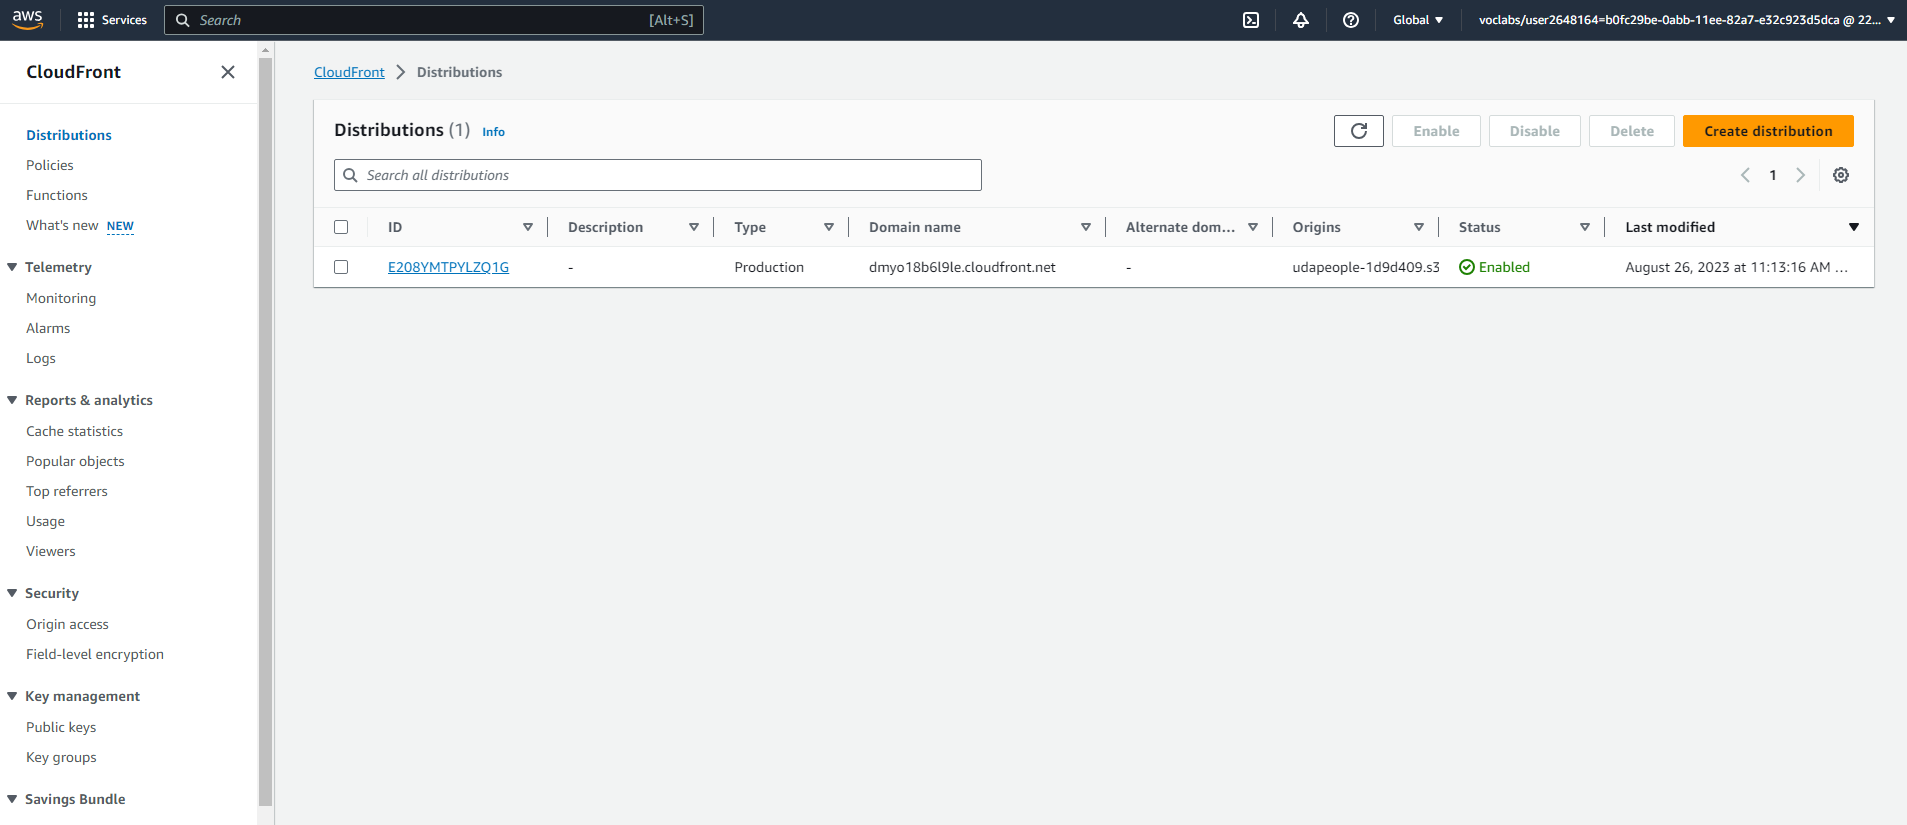 aws Services Search [Alt+S] Global voclabs/user2648164=b0fc29be-0abb-11ee-82a7-e32c923d5dca @ 22...
CloudFront
Distributions
Policies
Functions
What's new NEW
Telemetry
Monitoring
Alarms
Logs
Reports & analytics
Cache statistics
Popular objects
Top referrers
Usage
Viewers
Security
Origin access
Field-level encryption
Key management
Public keys
Key groups
Savings Bundle
CloudFront Distributions
Distributions (1) Info Enable Disable Delete Create distribution
Search all distributions 1
ID Description Type Domain name Alternate dom... Origins Status Last modified
E208YMTPYLZQ1G - Production dmyo18b6l9le.cloudfront.net - udapeople-1d9d409.s3 Enabled August 26, 2023 at 11:13:16 AM ...